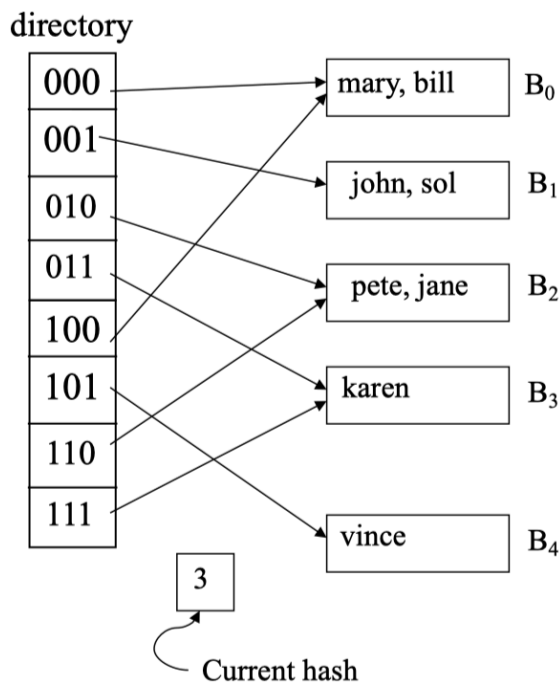 directory
000
001
010
011
100
101
110
111
mary, bill B₀
john, sol B₁
pete, jane B₂
karen B₃
vince B₄
3
Current hash